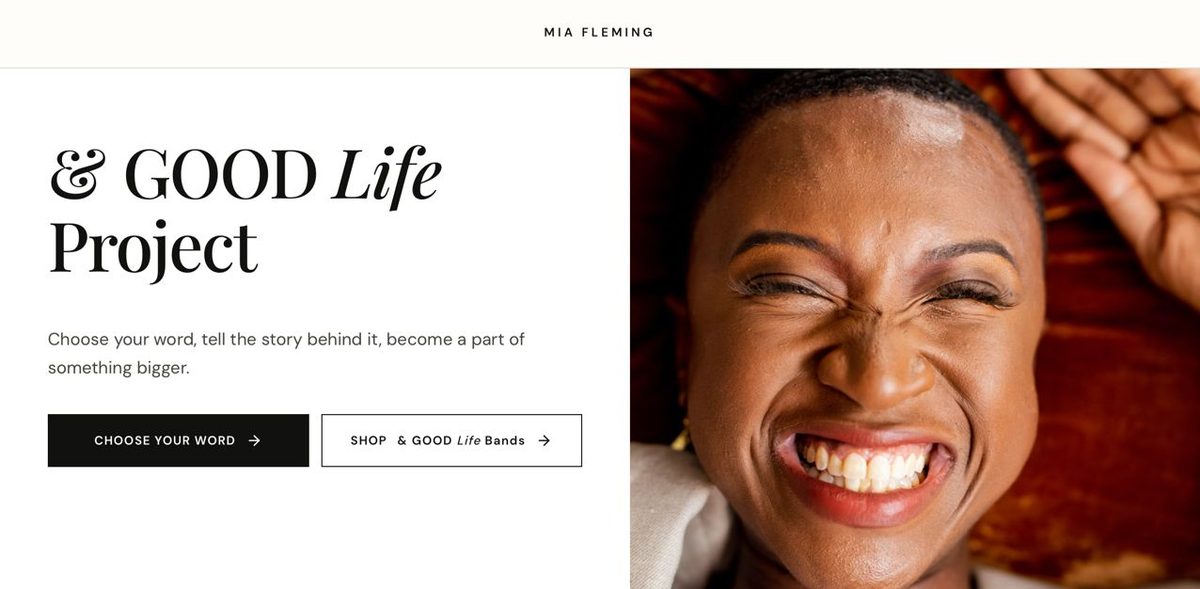 MIA FLEMING
& GOOD Life
Project
Choose your word, tell the story behind it, become a part of
something bigger.
CHOOSE YOUR WORD →
SHOP & GOOD Life Bands →